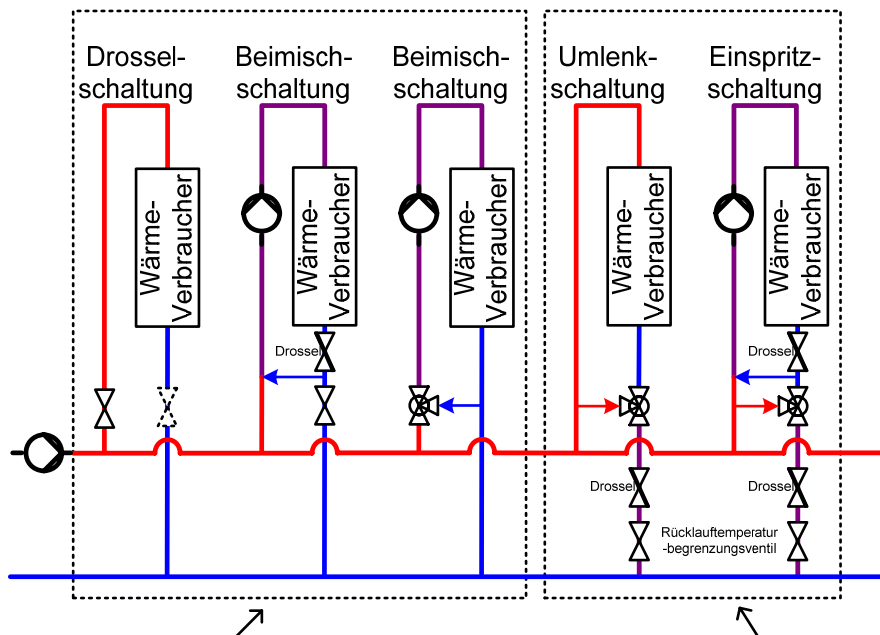 Drossel-
schaltung
Beimisch-
schaltung
Beimisch-
schaltung
Umlenk-
schaltung
Einspritz-
schaltung
Wärme-
Verbraucher
Wärme-
Verbraucher
Wärme-
Verbraucher
Wärme-
Verbraucher
Wärme-
Verbraucher
Drossel
Drossel
Drossel
Drossel
Rücklauftemperatur
-begrenzungsventil